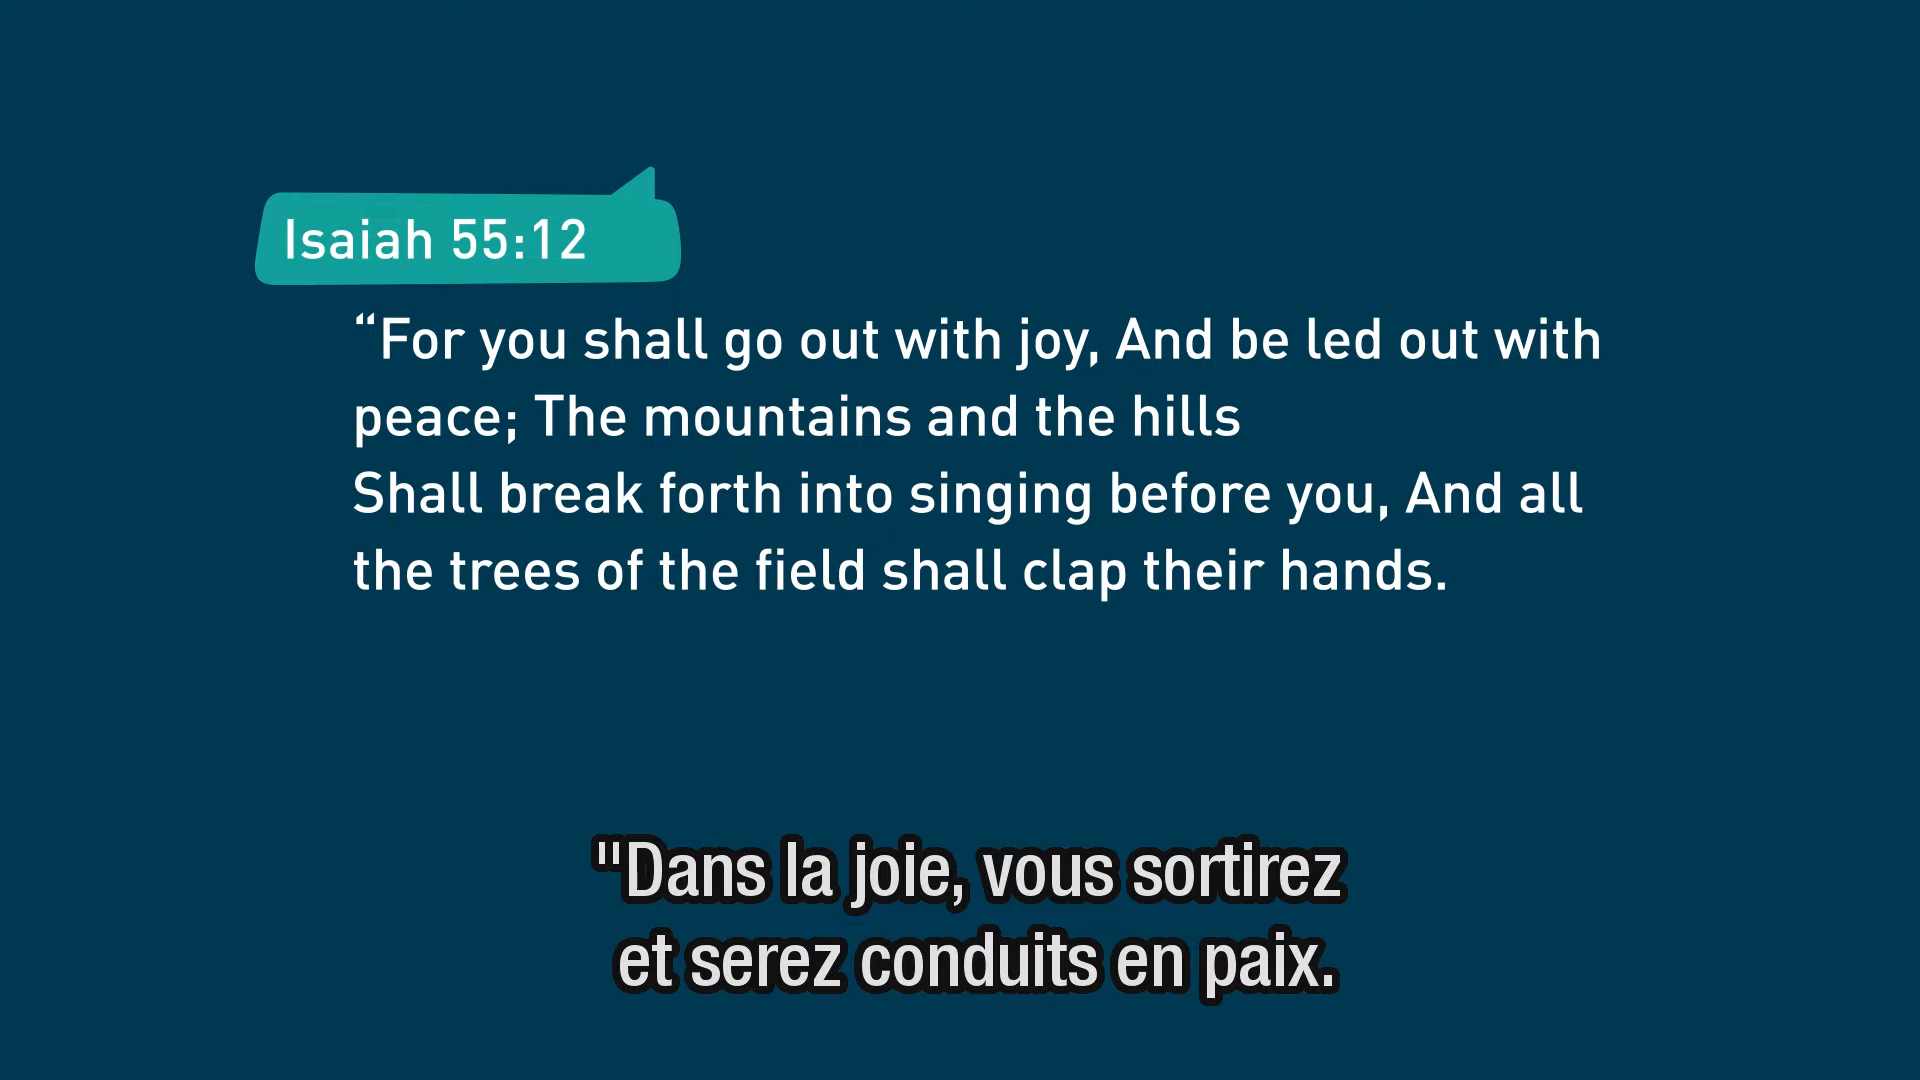 Isaiah 55:12
“For you shall go out with joy, And be led out with
peace; The mountains and the hills
Shall break forth into singing before you, And all
the trees of the field shall clap their hands.
"Dans la joie, vous sortirez
et serez conduits en paix.